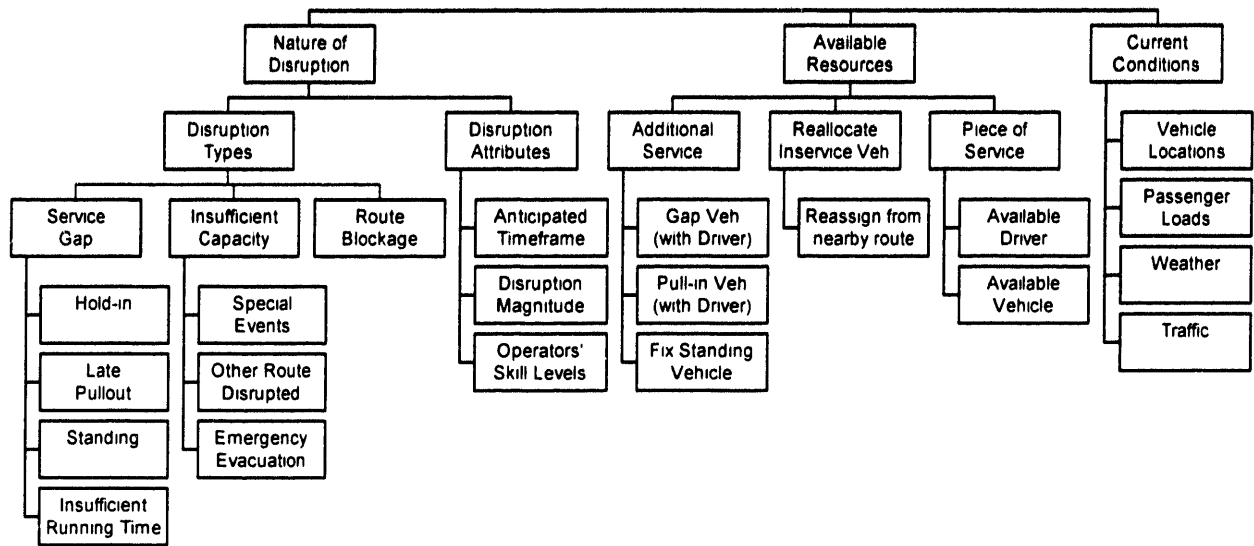 Nature of
Disruption
Available
Resources
Current
Conditions
Disruption
Types
Disruption
Attributes
Additional
Service
Reallocate
Inservice Veh
Piece of
Service
Vehicle
Locations
Passenger
Loads
Weather
Traffic
Service
Gap
Insufficient
Capacity
Route
Blockage
Anticipated
Timeframe
Disruption
Magnitude
Operators'
Skill Levels
Gap Veh
(with Driver)
Pull-in Veh
(with Driver)
Fix Standing
Vehicle
Reassign from
nearby route
Available
Driver
Available
Vehicle
Hold-in
Late
Pullout
Standing
Insufficient
Running Time
Special
Events
Other Route
Disrupted
Emergency
Evacuation